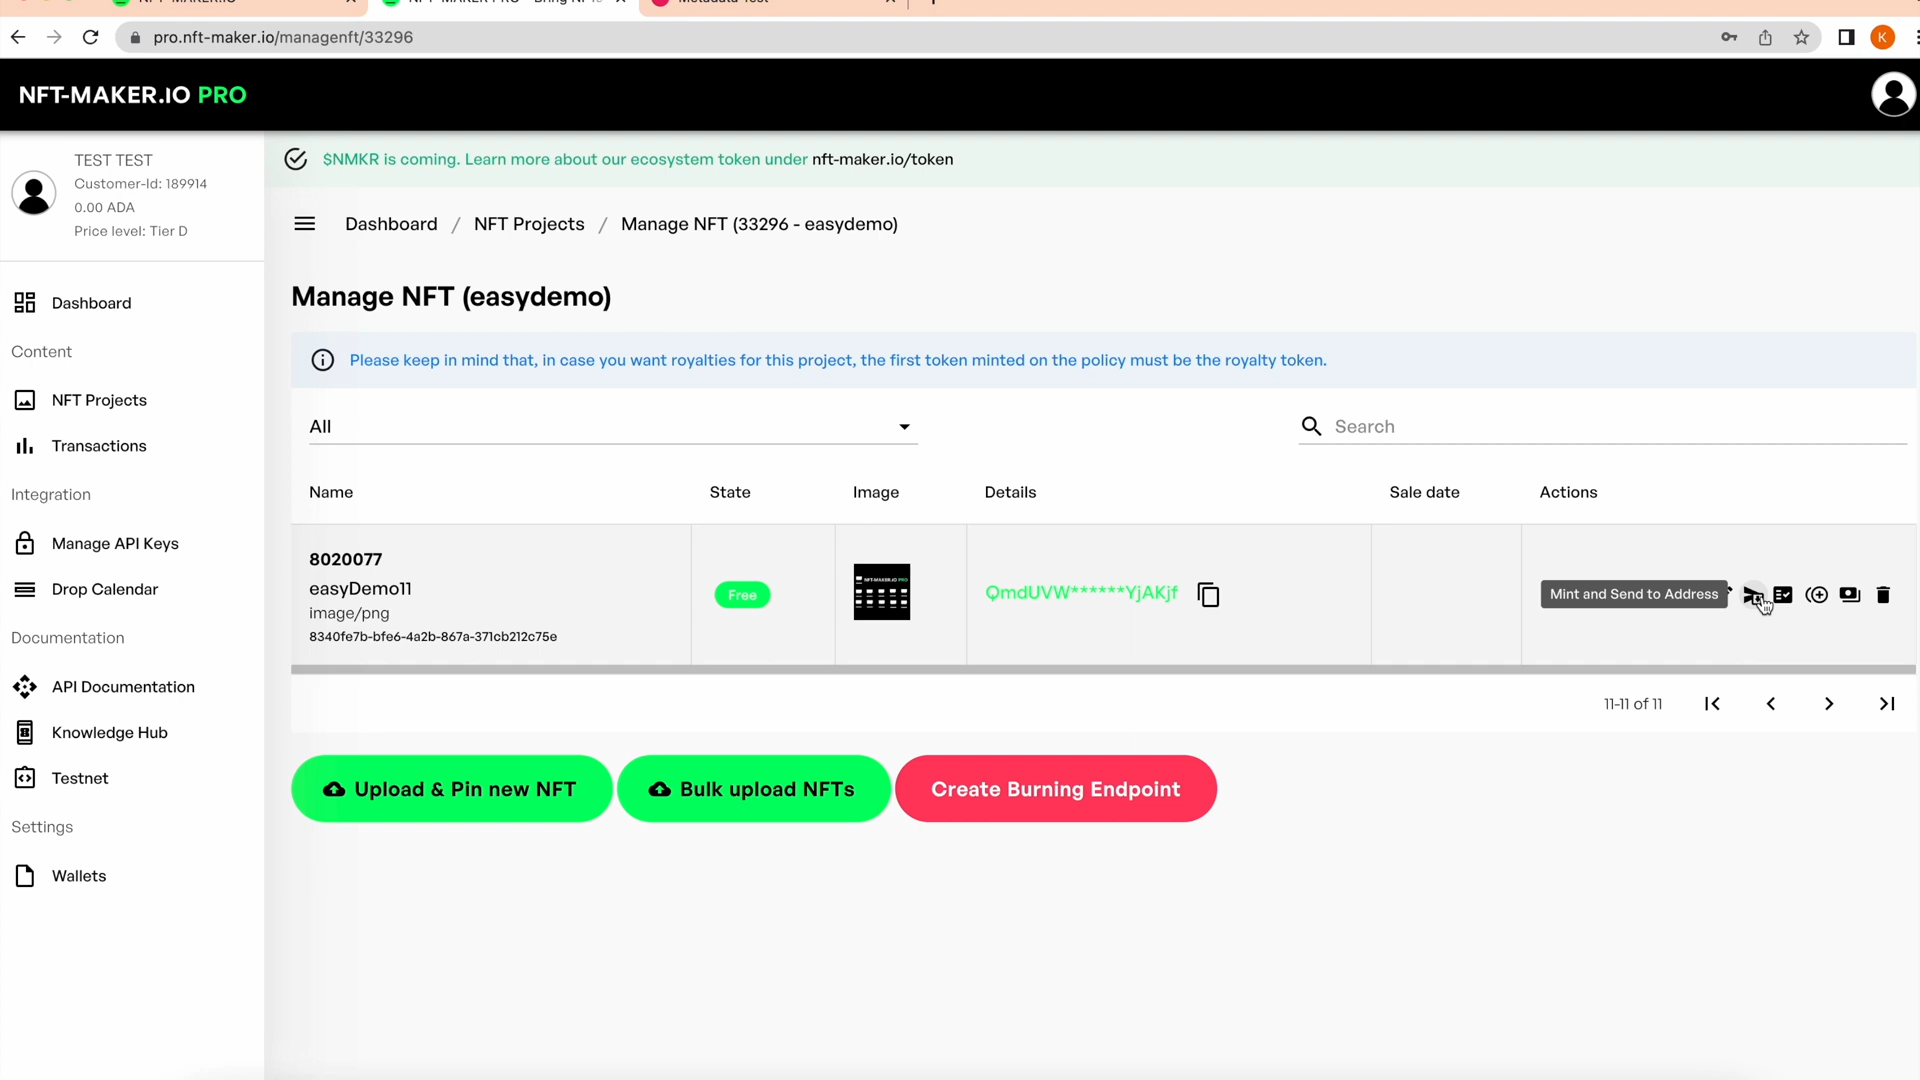 pro.nft-maker.io/managenft/33296
K
NFT-MAKER.IO PRO
TEST TEST
Customer-Id: 189914
0.00 ADA
Price level: Tier D
$NMKR is coming. Learn more about our ecosystem token under nft-maker.io/token
Dashboard / NFT Projects / Manage NFT (33296 - easydemo)
Dashboard
Content
NFT Projects
Transactions
Integration
Manage API Keys
Drop Calendar
Documentation
API Documentation
Knowledge Hub
Testnet
Settings
Wallets
Manage NFT (easydemo)
Please keep in mind that, in case you want royalties for this project, the first token minted on the policy must be the royalty token.
All
Search
Name State Image Details Sale date Actions
8020077
easyDemo11
image/png
8340fe7b-bfe6-4a2b-867a-371cb212c75e
Free
NFT-MAKER.IO PRO
QmdUVW******YjAKjf
Mint and Send to Address
11-11 of 11
Upload & Pin new NFT
Bulk upload NFTs
Create Burning Endpoint